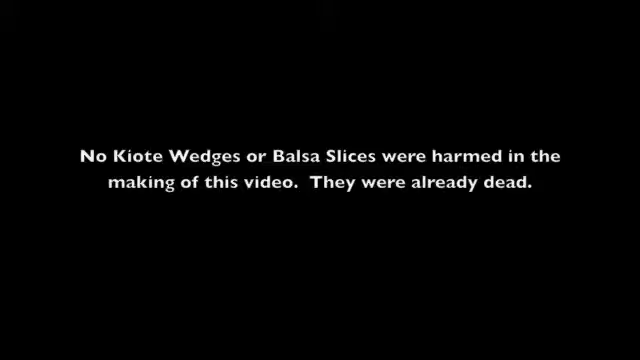 No Kiote Wedges or Balsa Slices were harmed in the
making of this video.  They were already dead.